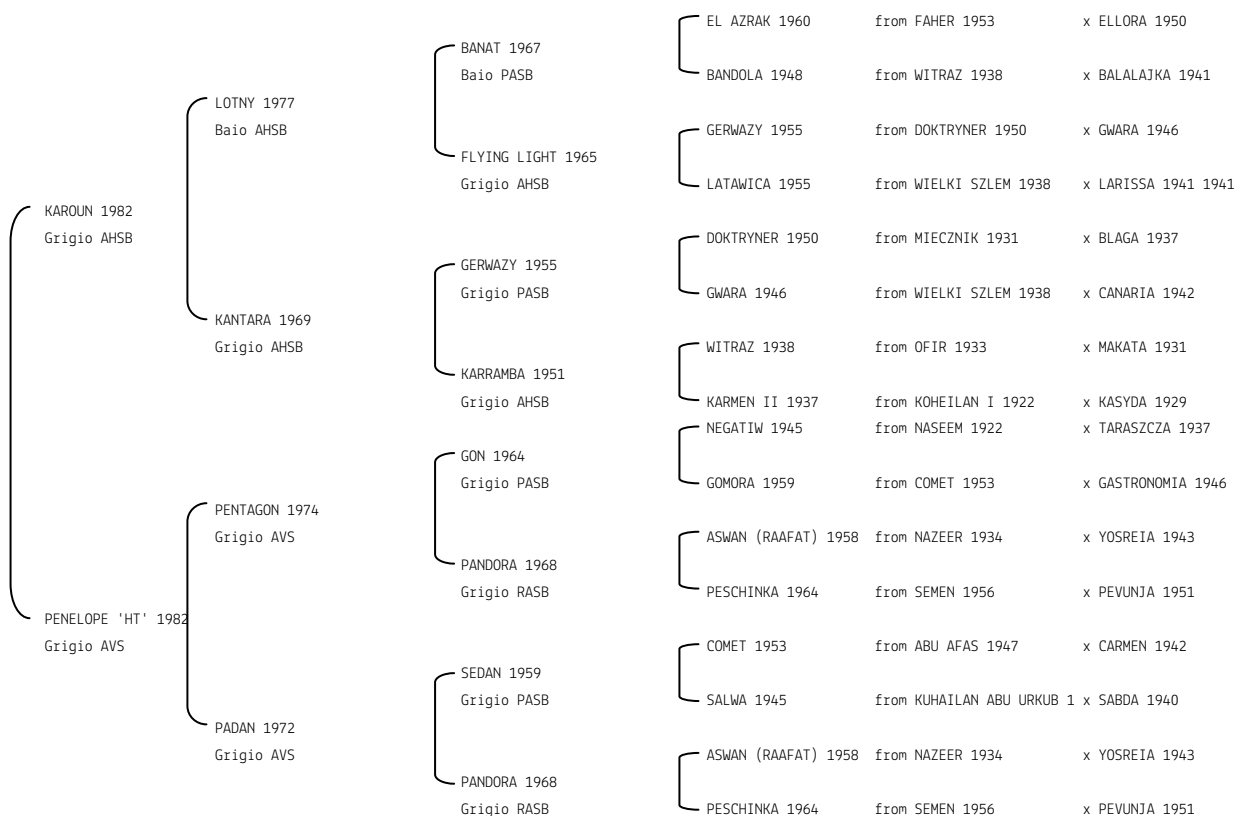 EL AZRAK 1960 from FAHER 1953 x ELLORA 1950
BANAT 1967
Baio PASB
BANDOLA 1948 from WITRAZ 1938 x BALALAJKA 1941
LOTNY 1977
Baio AHSB
GERWAZY 1955 from DOKTRYNER 1950 x GWARA 1946
FLYING LIGHT 1965
Grigio AHSB
LATAWICA 1955 from WIELKI SZLEM 1938 x LARISSA 1941 1941
KAROUN 1982
Grigio AHSB
DOKTRYNER 1950 from MIECZNIK 1931 x BLAGA 1937
GERWAZY 1955
Grigio PASB
GWARA 1946 from WIELKI SZLEM 1938 x CANARIA 1942
KANTARA 1969
Grigio AHSB
WITRAZ 1938 from OFIR 1933 x MAKATA 1931
KARRAMBA 1951
Grigio AHSB
KARMEN II 1937 from KOHEILAN I 1922 x KASYDA 1929
NEGATIW 1945 from NASEEM 1922 x TARASZCZA 1937
GON 1964
Grigio PASB
GOMORA 1959 from COMET 1953 x GASTRONOMIA 1946
PENTAGON 1974
Grigio AVS
ASWAN (RAAFAT) 1958 from NAZEER 1934 x YOSREIA 1943
PANDORA 1968
Grigio RASB
PESCHINKA 1964 from SEMEN 1956 x PEVUNJA 1951
PENELOPE 'HT' 1982
Grigio AVS
COMET 1953 from ABU AFAS 1947 x CARMEN 1942
SEDAN 1959
Grigio PASB
SALWA 1945 from KUHAILAN ABU URKUB 1 x SABDA 1940
PADAN 1972
Grigio AVS
ASWAN (RAAFAT) 1958 from NAZEER 1934 x YOSREIA 1943
PANDORA 1968
Grigio RASB
PESCHINKA 1964 from SEMEN 1956 x PEVUNJA 1951